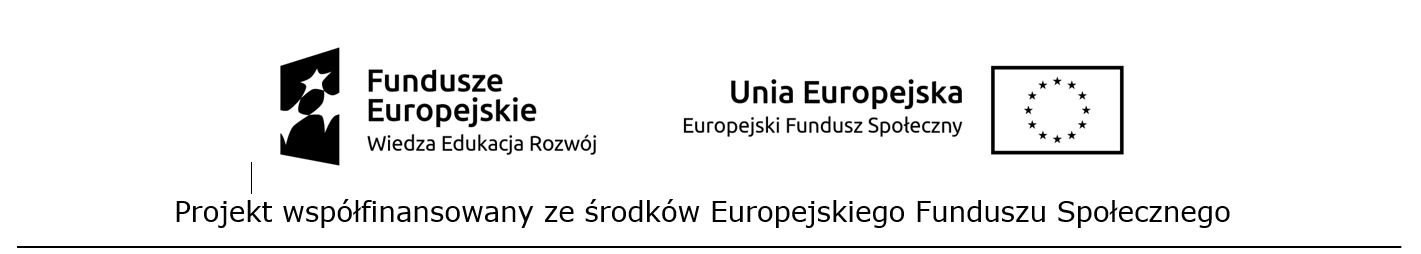 Fundusze
Europejskie
Wiedza Edukacja Rozwój
Unia Europejska
Europejski Fundusz Społeczny
Projekt współfinansowany ze środków Europejskiego Funduszu Społecznego